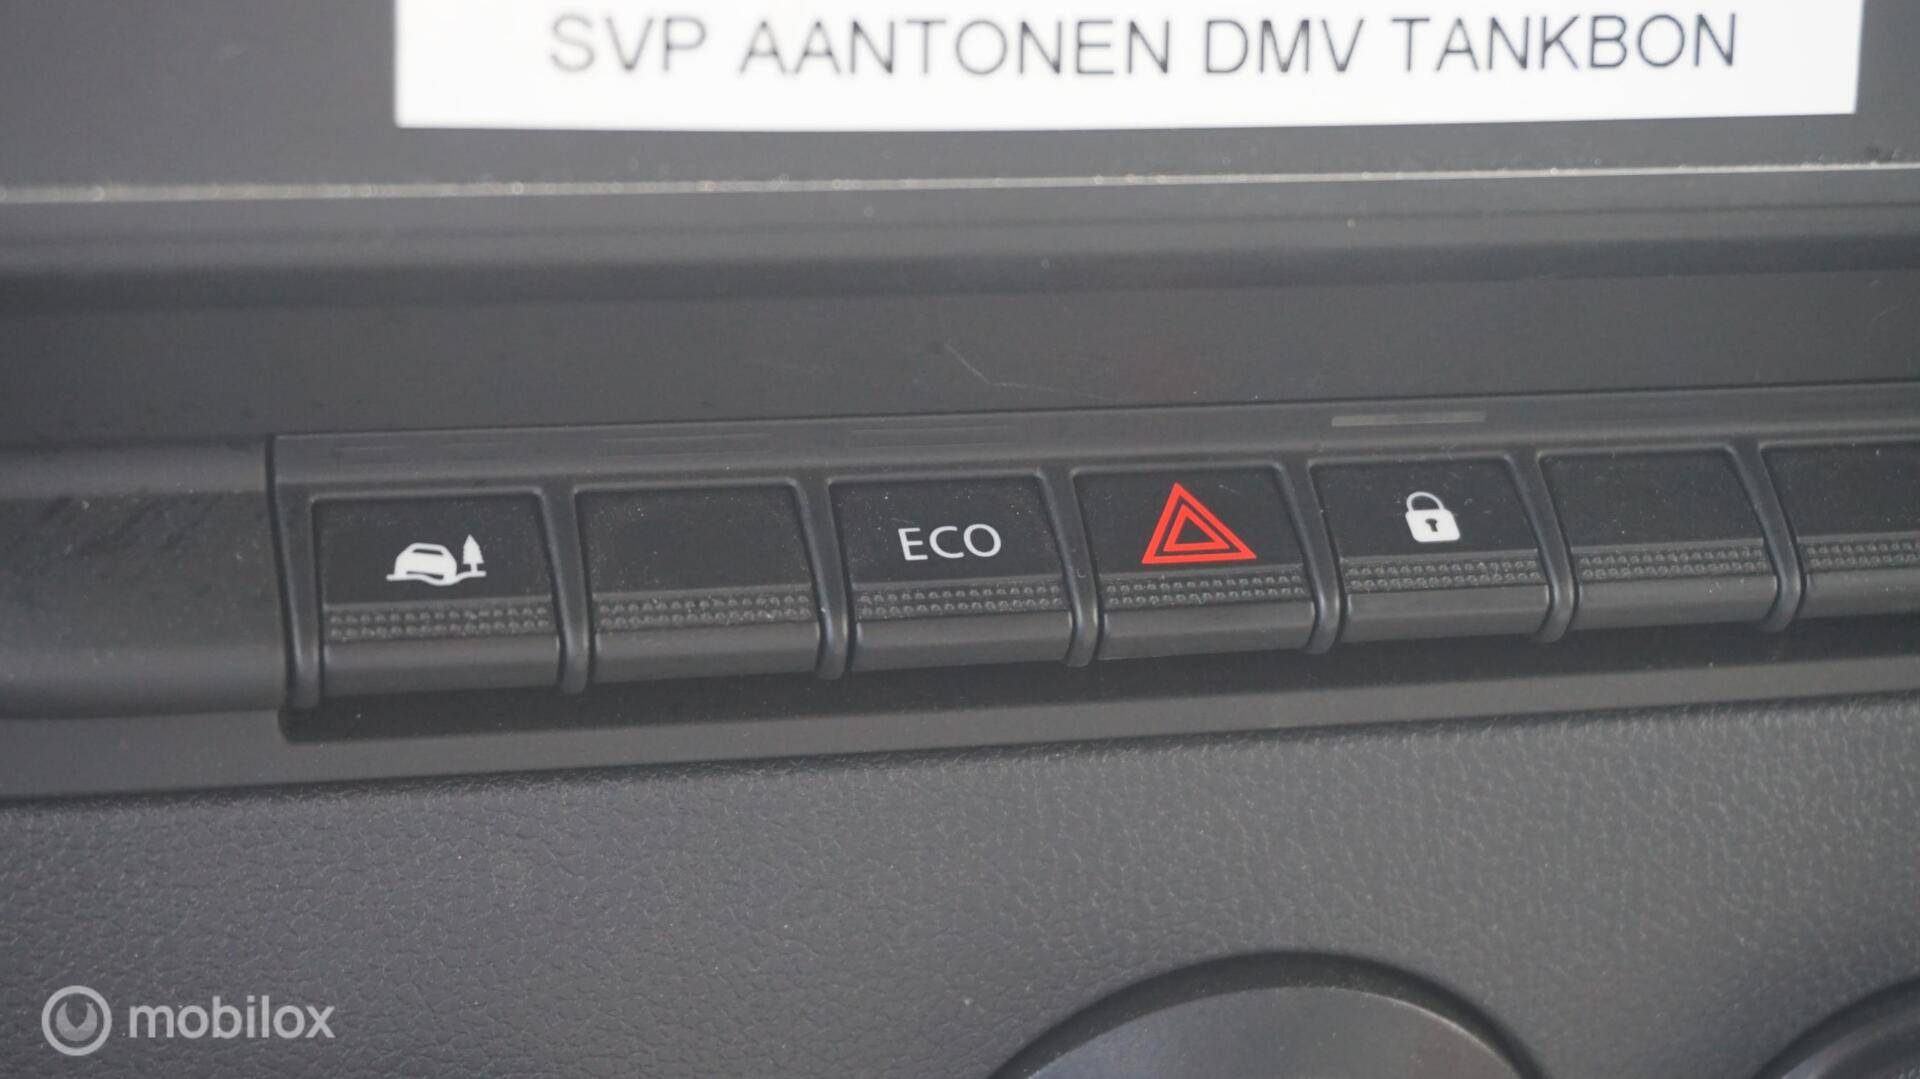 SVP AANTONEN DMV TANKBON
ECO
mobilox